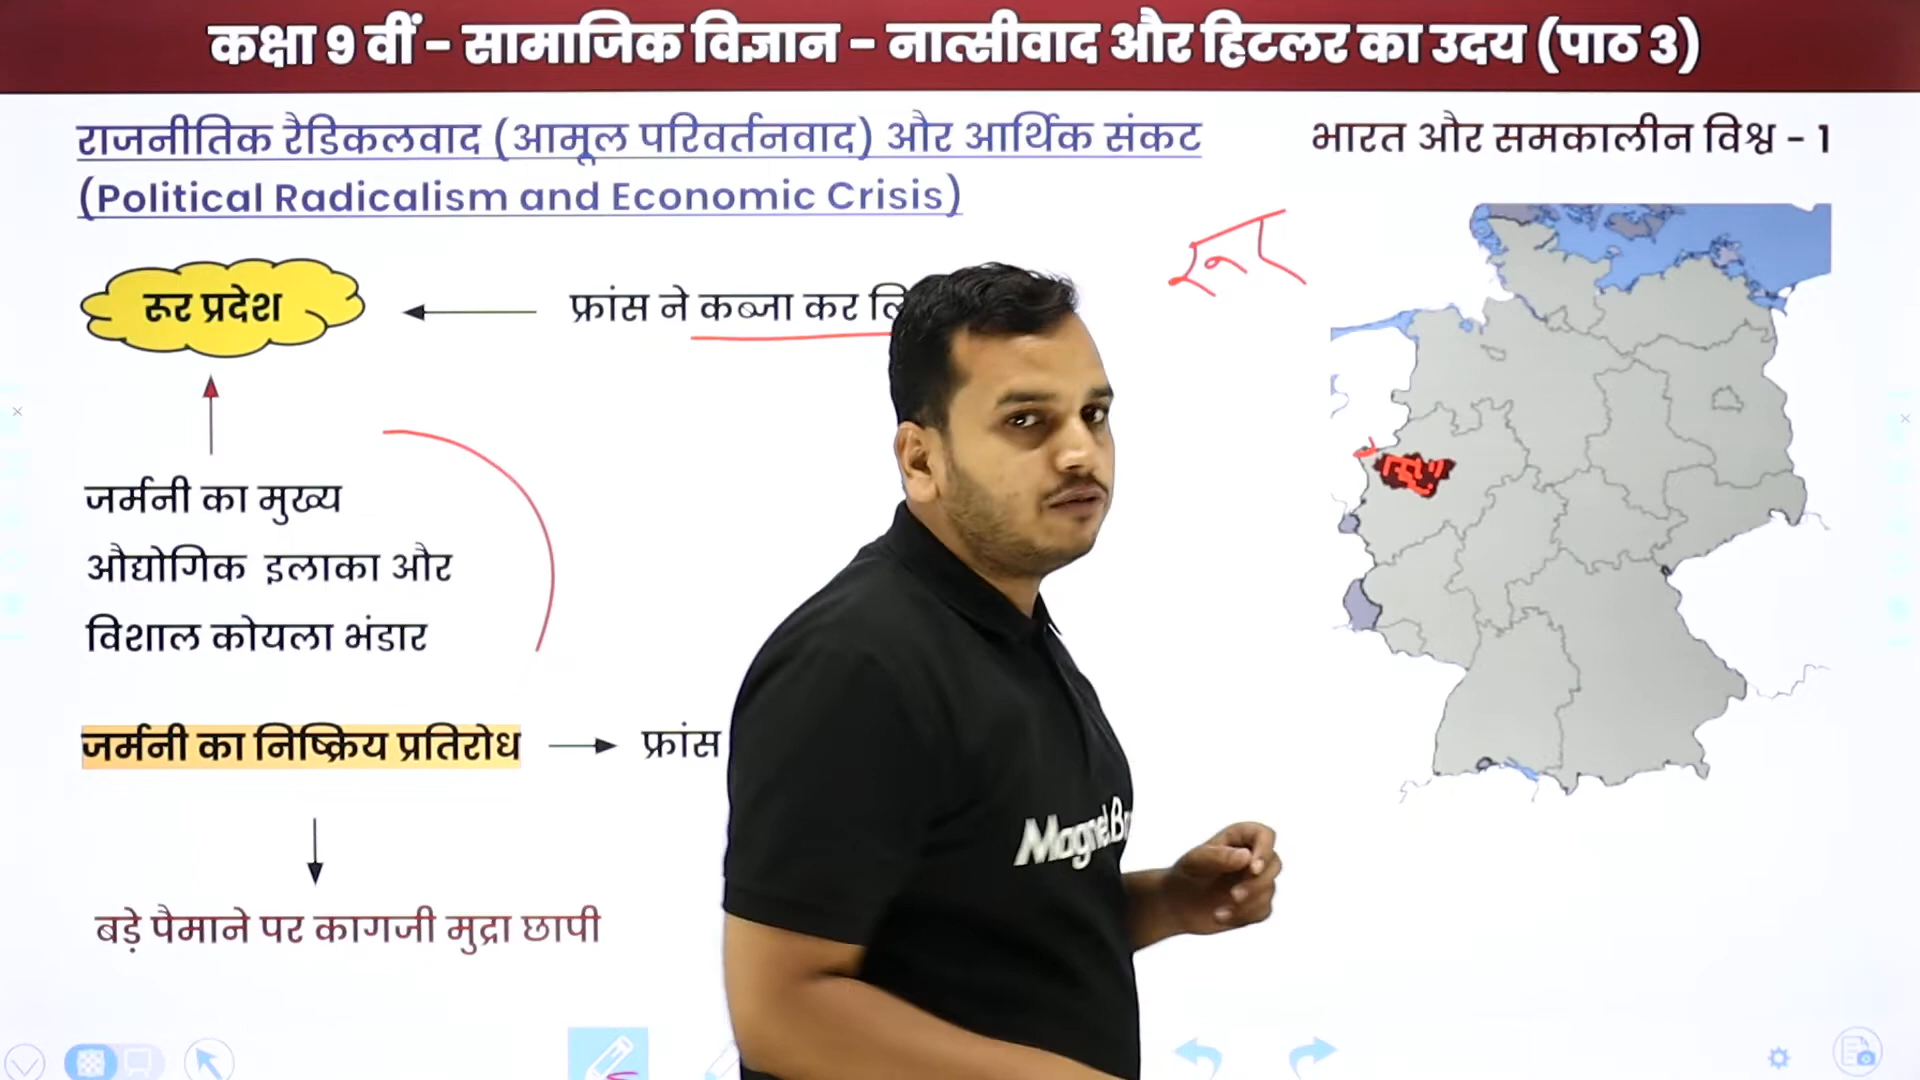 कक्षा 9 वीं - सामाजिक विज्ञान - नात्सीवाद और हिटलर का उदय (पाठ 3)
राजनीतिक रैडिकलवाद (आमूल परिवर्तनवाद) और आर्थिक संकट
(Political Radicalism and Economic Crisis)
भारत और समकालीन विश्व - 1
रूर प्रदेश
फ्रांस ने कब्जा कर
जर्मनी का मुख्य
औद्योगिक इलाका और
विशाल कोयला भंडार
जर्मनी का निष्क्रिय प्रतिरोध
फ्रांस
बड़े पैमाने पर कागजी मुद्रा छापी